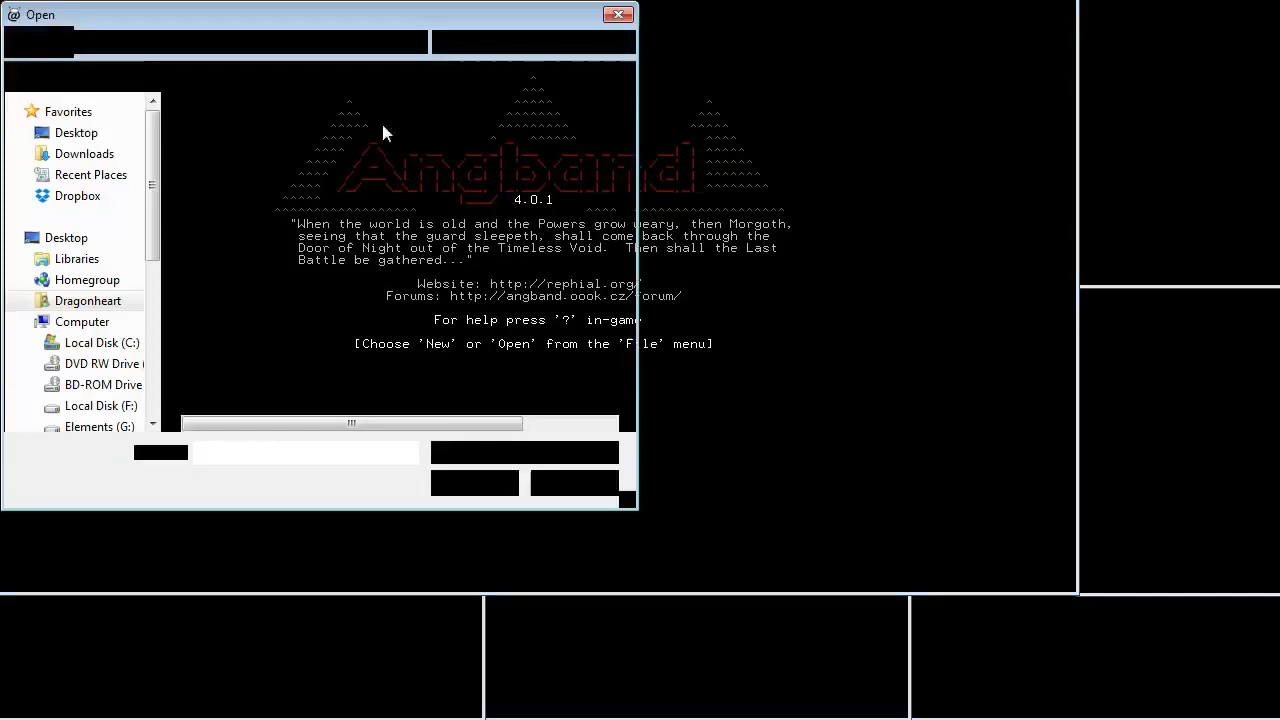 Open
Favorites
Desktop
Downloads
Recent Places
Dropbox
Desktop
Libraries
Homegroup
Dragonheart
Computer
Local Disk (C:)
DVD RW Drive (
BD-ROM Drive
Local Disk (F:)
Elements (G:)
Angband
4.0.1
"When the world is old and the Powers grow weary, then Morgoth,
seeing that the guard sleepeth, shall come back through the
Door of Night out of the Timeless Void. Then shall the Last
Battle be gathered..."
Website: http://rephial.org/
Forums: http://angband.oook.cz/forum/
For help press '?' in-game
[Choose 'New' or 'Open' from the 'File' menu]